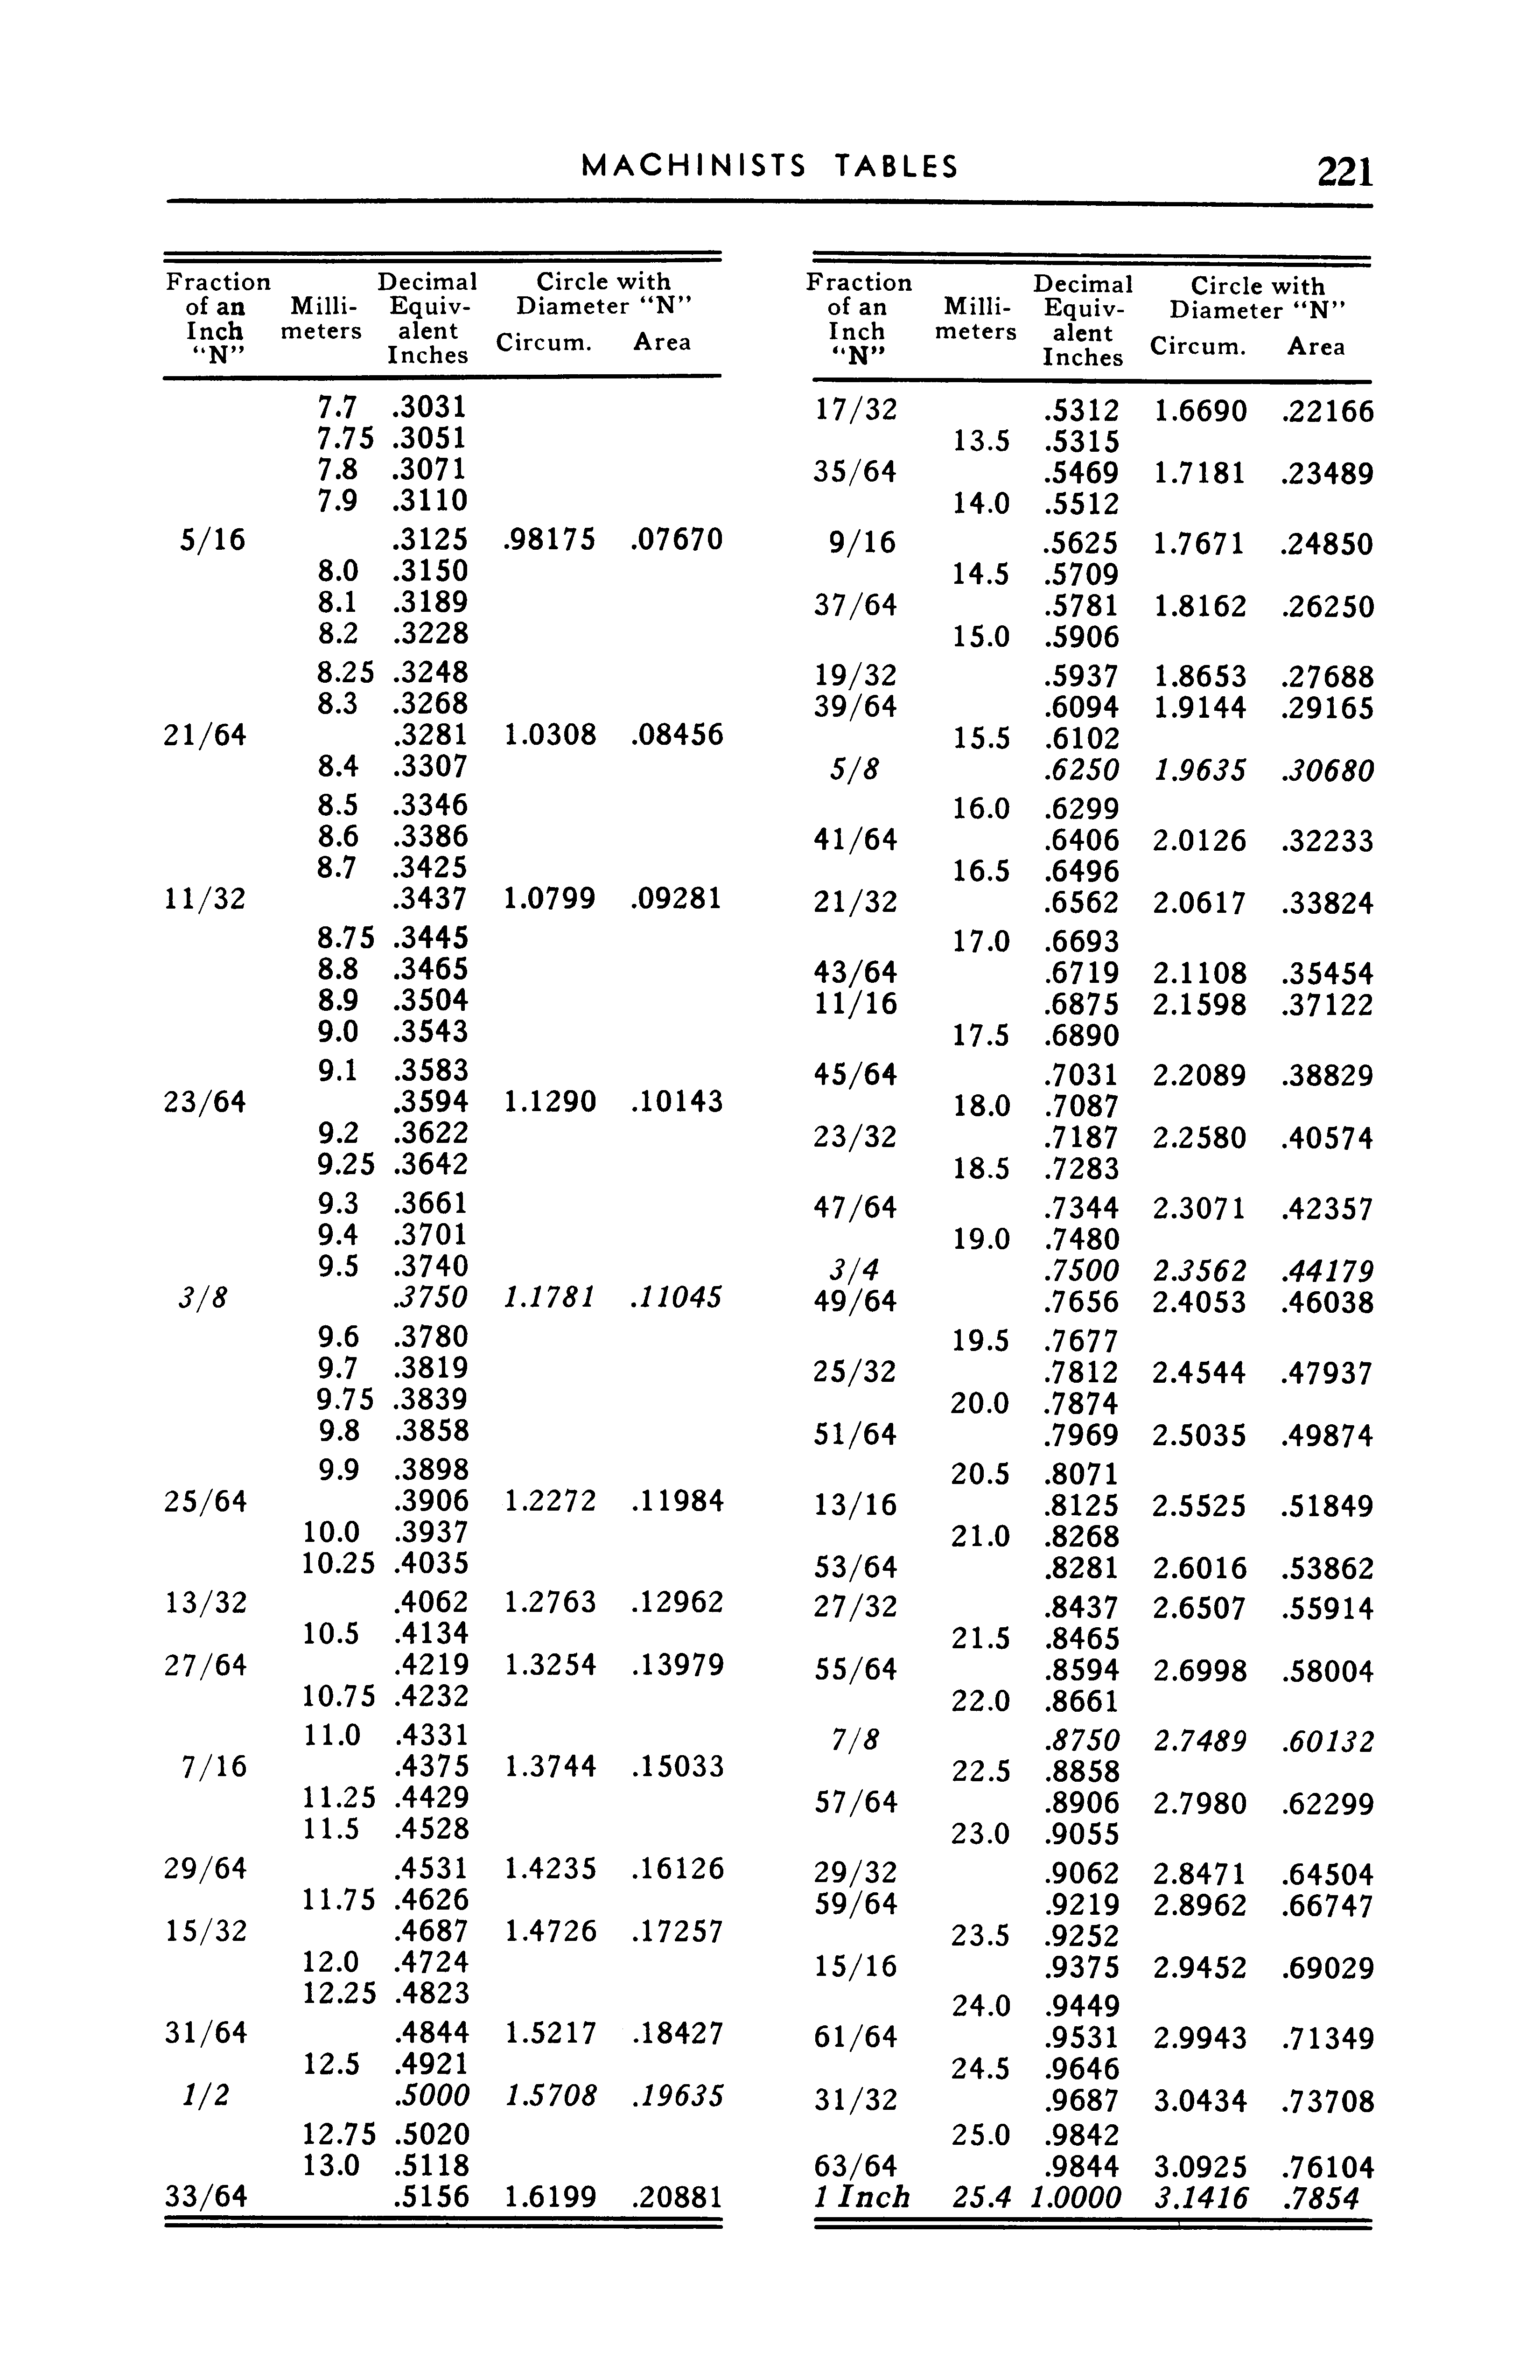 MACHINISTS TABLES 221
Fraction of an Inch "N" Milli-meters Decimal Equiv-alent Inches Circle with Diameter "N" Circum. Area
7.7 .3031
7.75 .3051
7.8 .3071
7.9 .3110
5/16 .3125 .98175 .07670
8.0 .3150
8.1 .3189
8.2 .3228
8.25 .3248
8.3 .3268
21/64 .3281 1.0308 .08456
8.4 .3307
8.5 .3346
8.6 .3386
8.7 .3425
11/32 .3437 1.0799 .09281
8.75 .3445
8.8 .3465
8.9 .3504
9.0 .3543
9.1 .3583
23/64 .3594 1.1290 .10143
9.2 .3622
9.25 .3642
9.3 .3661
9.4 .3701
9.5 .3740
3/8 .3750 1.1781 .11045
9.6 .3780
9.7 .3819
9.75 .3839
9.8 .3858
9.9 .3898
25/64 .3906 1.2272 .11984
10.0 .3937
10.25 .4035
13/32 .4062 1.2763 .12962
10.5 .4134
27/64 .4219 1.3254 .13979
10.75 .4232
11.0 .4331
7/16 .4375 1.3744 .15033
11.25 .4429
11.5 .4528
29/64 .4531 1.4235 .16126
11.75 .4626
15/32 .4687 1.4726 .17257
12.0 .4724
12.25 .4823
31/64 .4844 1.5217 .18427
12.5 .4921
1/2 .5000 1.5708 .19635
12.75 .5020
13.0 .5118
33/64 .5156 1.6199 .20881
Fraction of an Inch "N" Milli-meters Decimal Equiv-alent Inches Circle with Diameter "N" Circum. Area
17/32 .5312 1.6690 .22166
13.5 .5315
35/64 .5469 1.7181 .23489
14.0 .5512
9/16 .5625 1.7671 .24850
14.5 .5709
37/64 .5781 1.8162 .26250
15.0 .5906
19/32 .5937 1.8653 .27688
39/64 .6094 1.9144 .29165
15.5 .6102
5/8 .6250 1.9635 .30680
16.0 .6299
41/64 .6406 2.0126 .32233
16.5 .6496
21/32 .6562 2.0617 .33824
17.0 .6693
43/64 .6719 2.1108 .35454
11/16 .6875 2.1598 .37122
17.5 .6890
45/64 .7031 2.2089 .38829
18.0 .7087
23/32 .7187 2.2580 .40574
18.5 .7283
47/64 .7344 2.3071 .42357
19.0 .7480
3/4 .7500 2.3562 .44179
49/64 .7656 2.4053 .46038
19.5 .7677
25/32 .7812 2.4544 .47937
20.0 .7874
51/64 .7969 2.5035 .49874
20.5 .8071
13/16 .8125 2.5525 .51849
21.0 .8268
53/64 .8281 2.6016 .53862
27/32 .8437 2.6507 .55914
21.5 .8465
55/64 .8594 2.6998 .58004
22.0 .8661
7/8 .8750 2.7489 .60132
22.5 .8858
57/64 .8906 2.7980 .62299
23.0 .9055
29/32 .9062 2.8471 .64504
59/64 .9219 2.8962 .66747
23.5 .9252
15/16 .9375 2.9452 .69029
24.0 .9449
61/64 .9531 2.9943 .71349
24.5 .9646
31/32 .9687 3.0434 .73708
25.0 .9842
63/64 .9844 3.0925 .76104
1 Inch 25.4 1.0000 3.1416 .7854